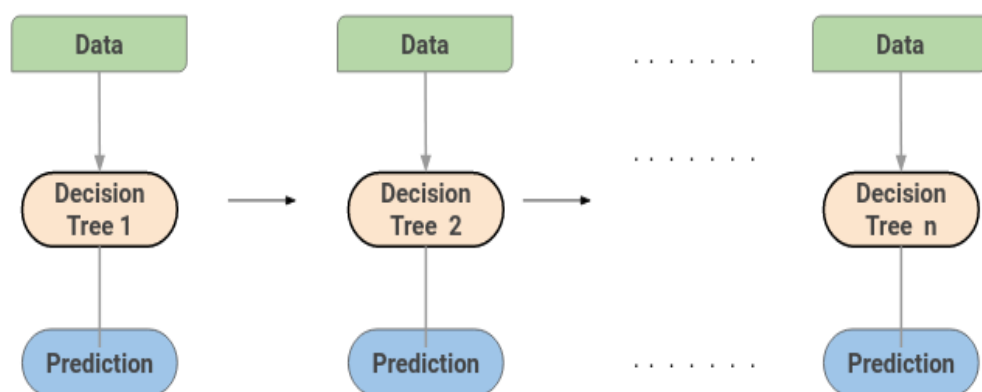 Data
Data
. . . . . . .
Data
. . . . . . .
Decision
Tree 1
Decision
Tree 2
Decision
Tree n
Prediction
Prediction
. . . . . . .
Prediction